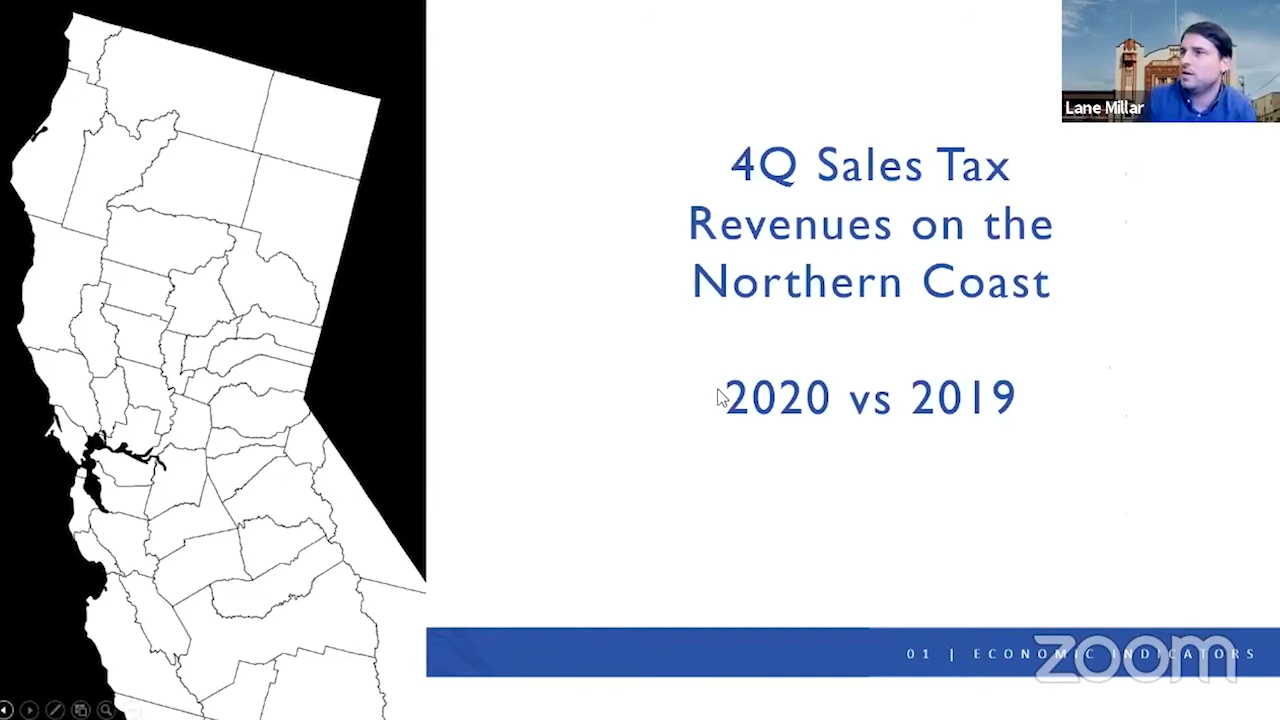 Lane Millar
4Q Sales Tax
Revenues on the
Northern Coast
2020 vs 2019
01 | ECONOMIC INDICATORS
zoom